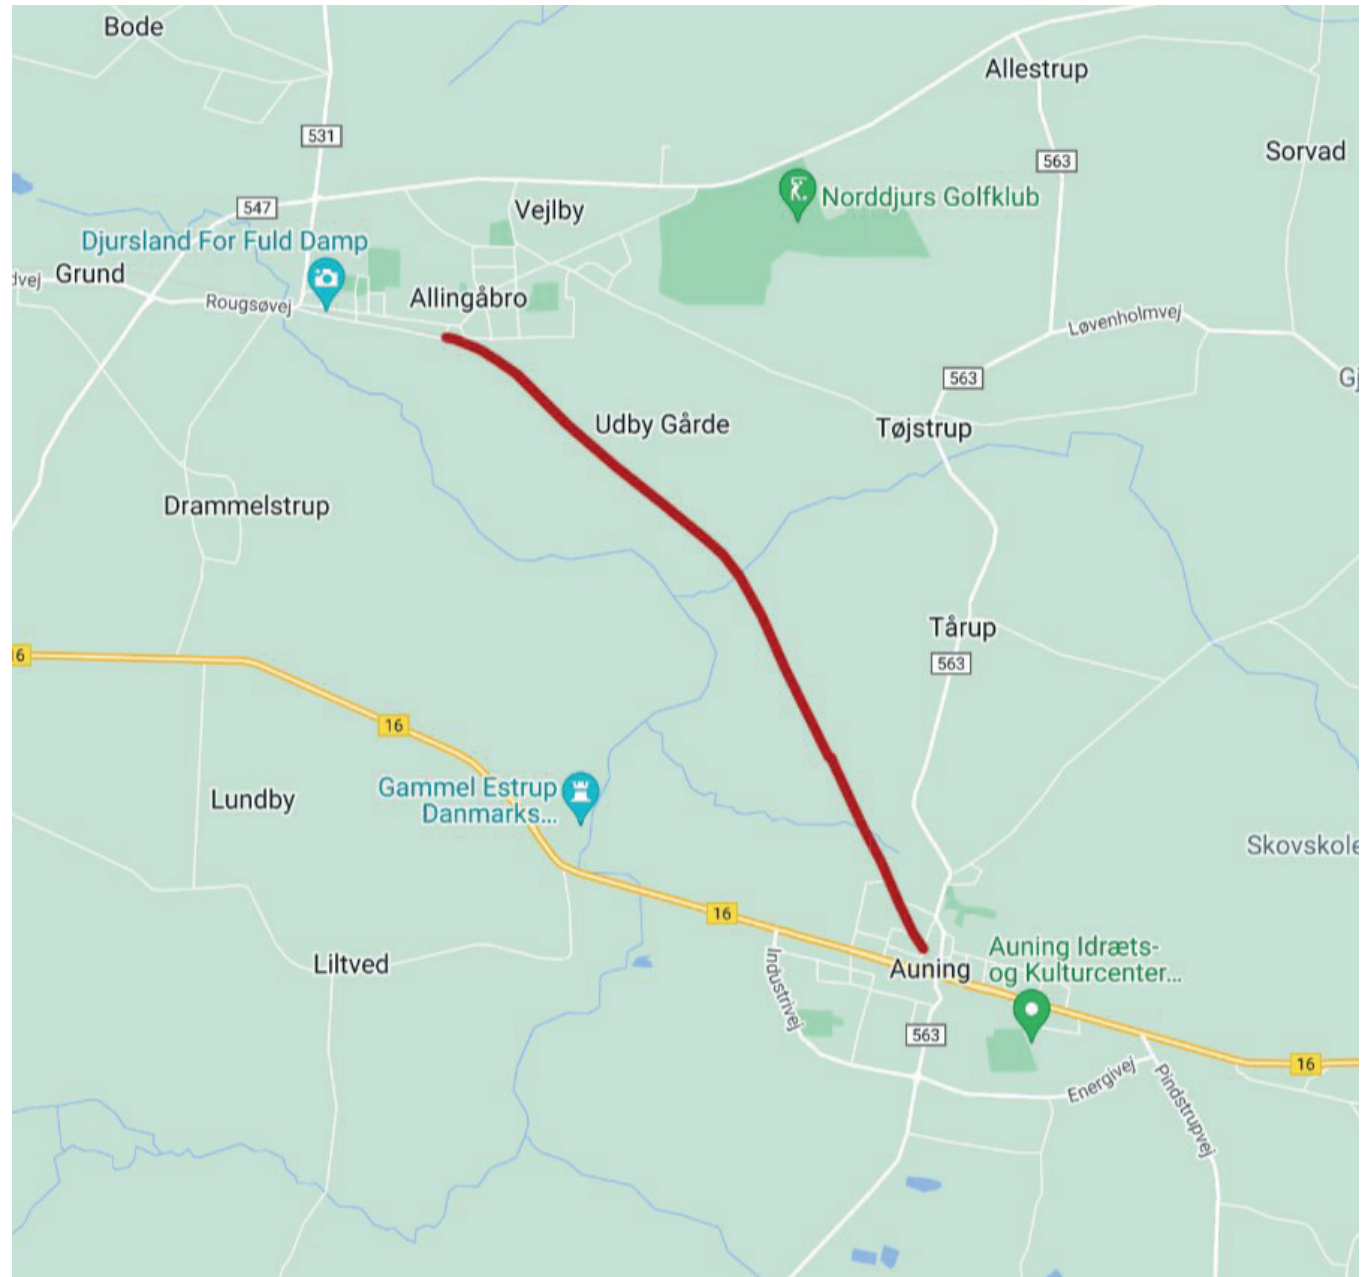 Bode
Allestrup
531
563
Sorvad
547
Vejlby
Norddjurs Golfklub
Djursland For Fuld Damp
dvej
Grund
Rougsøvej
Allingåbro
Løvenholmvej
563
Gj
Udby Gårde
Tøjstrup
Drammelstrup
Tårup
16
563
16
Gammel Estrup
Danmarks...
Lundby
Skovskole
16
Liltved
Industrivej
Auning
Auning Idræts-
og Kulturcenter...
563
16
Energivej
Pindstrupvej